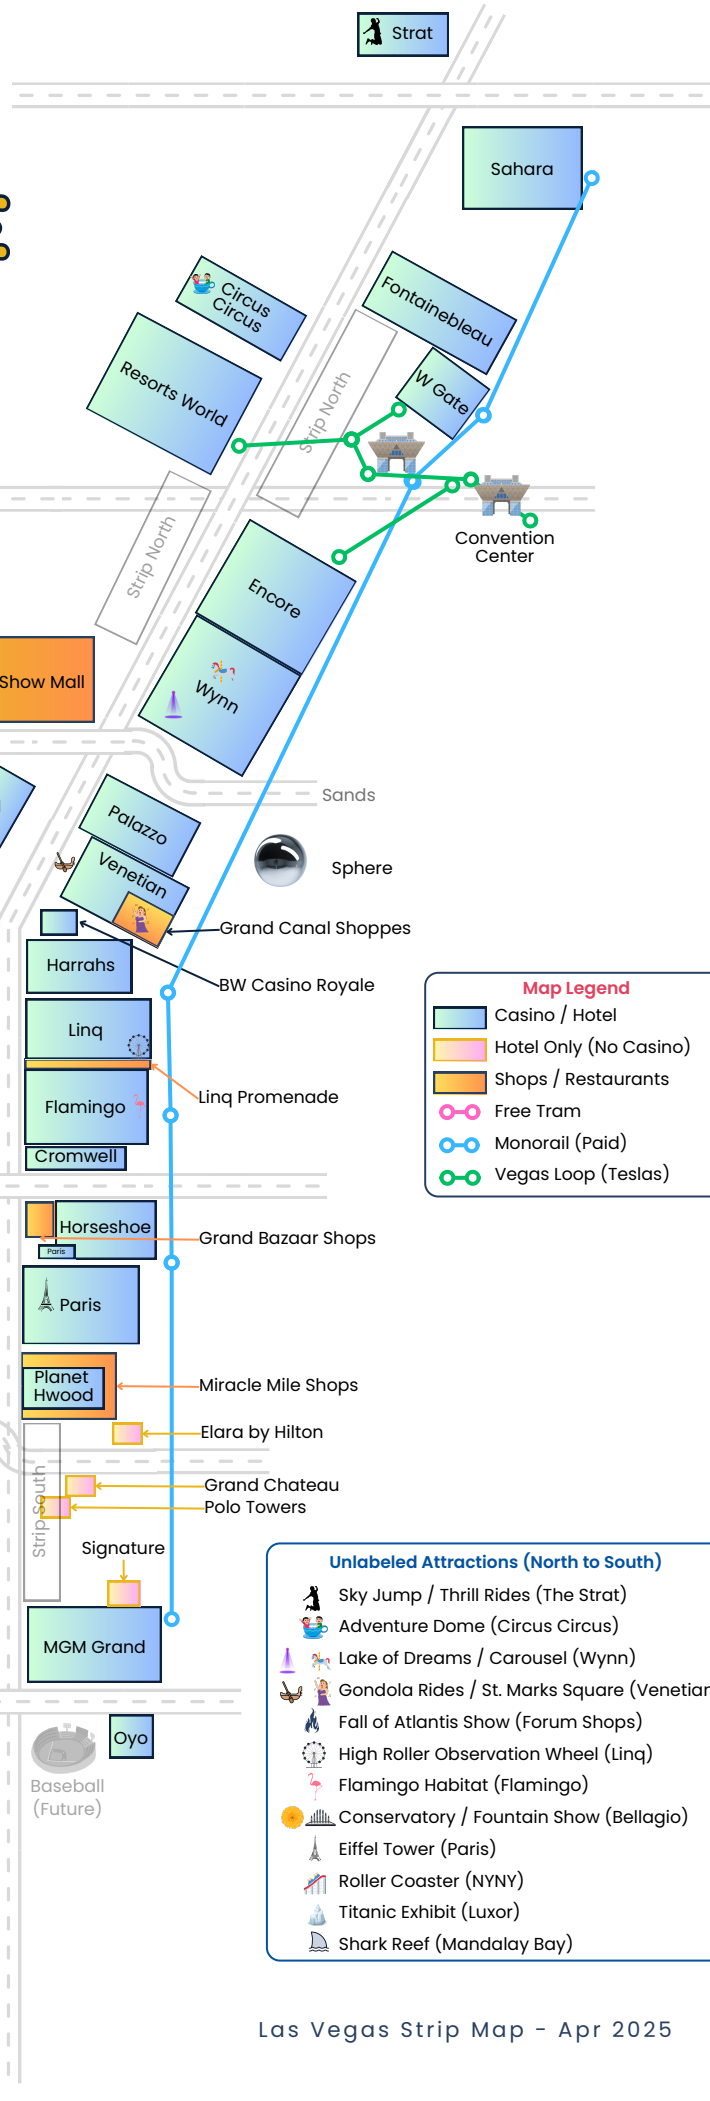 Strat
Sahara
Circus
Circus
Fontainebleau
Resorts World
W Gate
Strip North
Strip North
Convention
Center
Encore
Show Mall
Wynn
Sands
Palazzo
Venetian
Sphere
Grand Canal Shoppes
Harrahs
BW Casino Royale
Linq
Linq Promenade
Flamingo
Cromwell
Map Legend
Casino / Hotel
Hotel Only (No Casino)
Shops / Restaurants
Free Tram
Monorail (Paid)
Vegas Loop (Teslas)
Horseshoe
Grand Bazaar Shops
Paris
Paris
Planet
Hwood
Miracle Mile Shops
Elara by Hilton
Strip South
Grand Chateau
Polo Towers
Signature
MGM Grand
Oyo
Baseball
(Future)
Unlabeled Attractions (North to South)
Sky Jump / Thrill Rides (The Strat)
Adventure Dome (Circus Circus)
Lake of Dreams / Carousel (Wynn)
Gondola Rides / St. Marks Square (Venetian
Fall of Atlantis Show (Forum Shops)
High Roller Observation Wheel (Linq)
Flamingo Habitat (Flamingo)
Conservatory / Fountain Show (Bellagio)
Eiffel Tower (Paris)
Roller Coaster (NYNY)
Titanic Exhibit (Luxor)
Shark Reef (Mandalay Bay)
Las Vegas Strip Map - Apr 2025